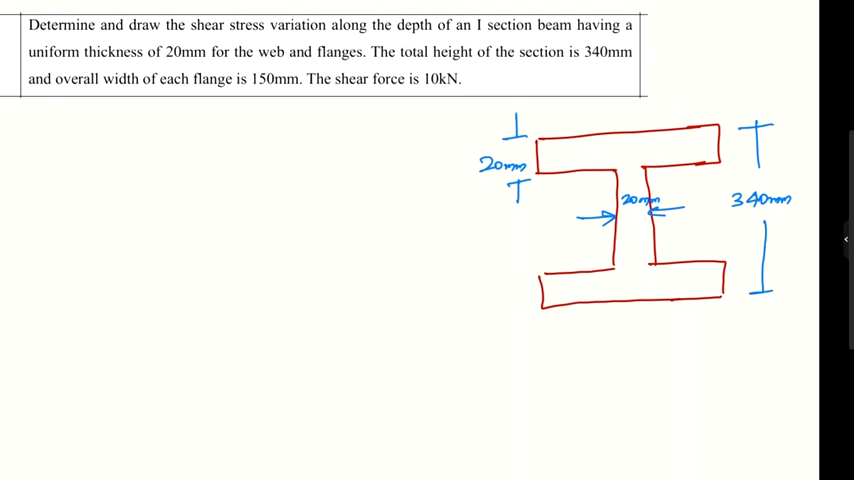 Determine and draw the shear stress variation along the depth of an I section beam having a
uniform thickness of 20mm for the web and flanges. The total height of the section is 340mm
and overall width of each flange is 150mm. The shear force is 10kN.
20mm
20mm
340mm